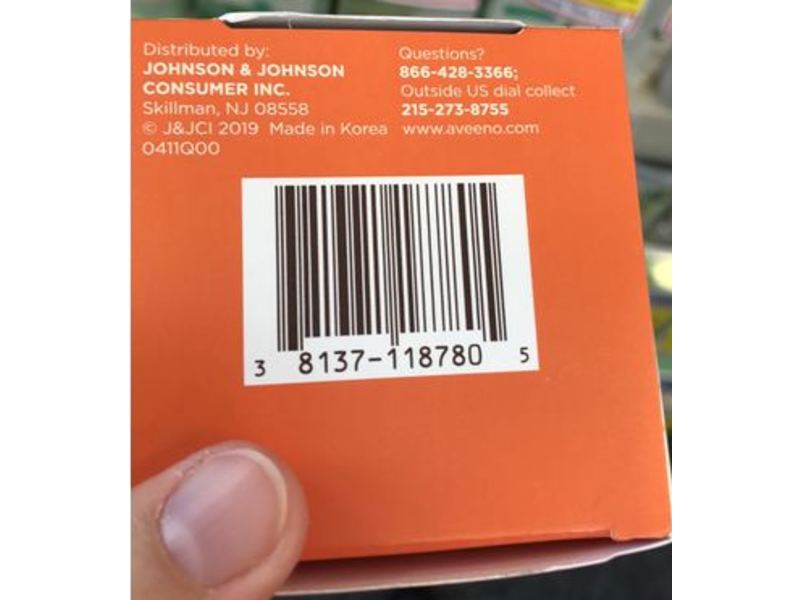 Distributed by:
JOHNSON & JOHNSON
CONSUMER INC.
Skillman, NJ 08558
© J&JCI 2019 Made in Korea
0411Q00
Questions?
866-428-3366;
Outside US dial collect
215-273-8755
www.aveeno.com
3 8137-118780 5